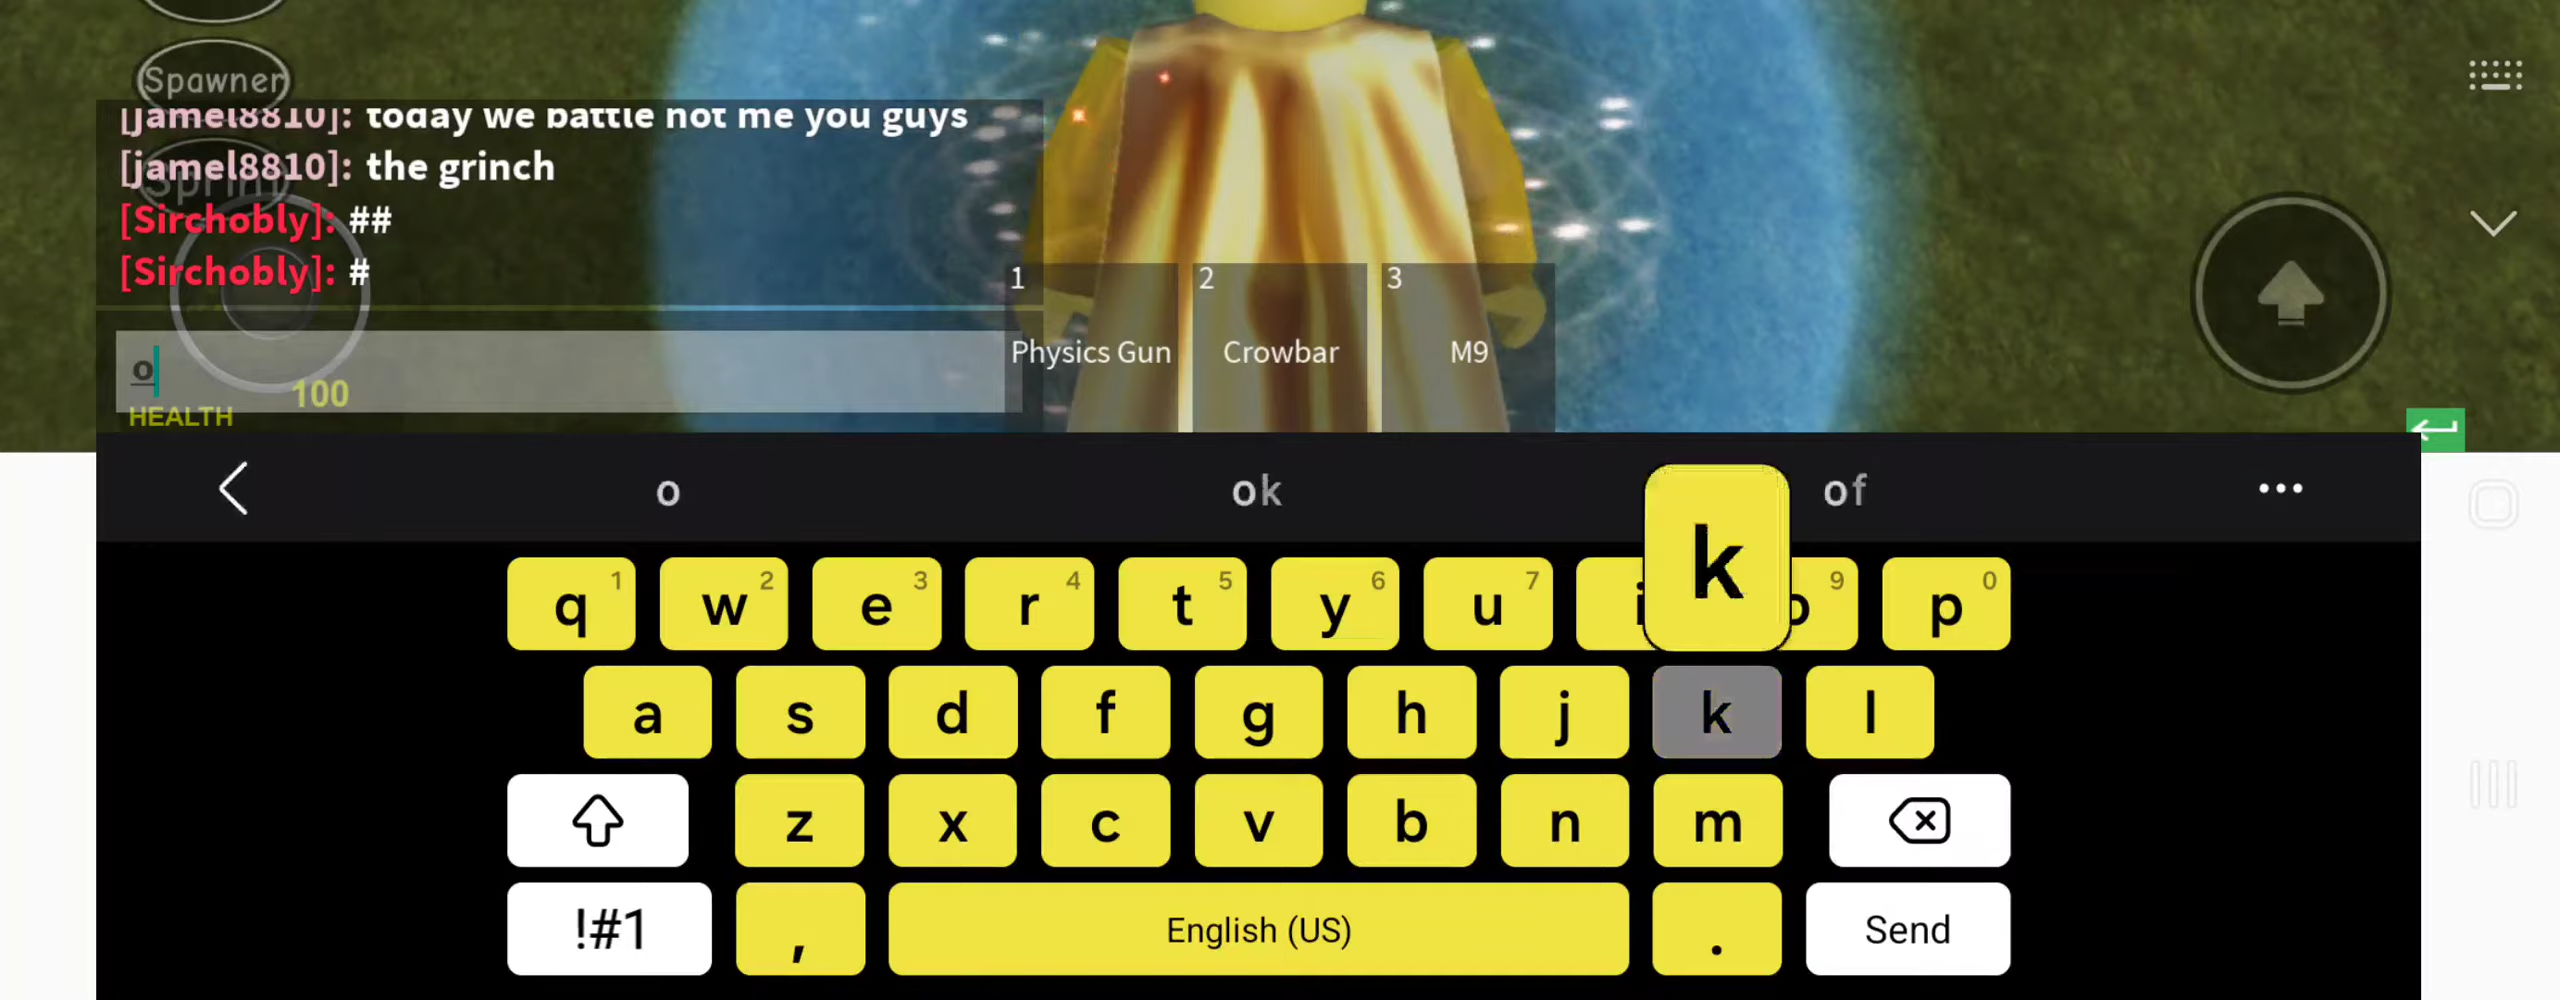 Spawner
[jamel8810]: today we battle not me you guys
[jamel8810]: the grinch
Sprint
[Sirchobly]: ##
[Sirchobly]: #
1 2 3
Physics Gun Crowbar M9
o
100
HEALTH
o ok of
k
q 1 w 2 e 3 r 4 t 5 y 6 u 7 i o 9 p 0
a s d f g h j k l
z x c v b n m
!#1 , English (US) . Send